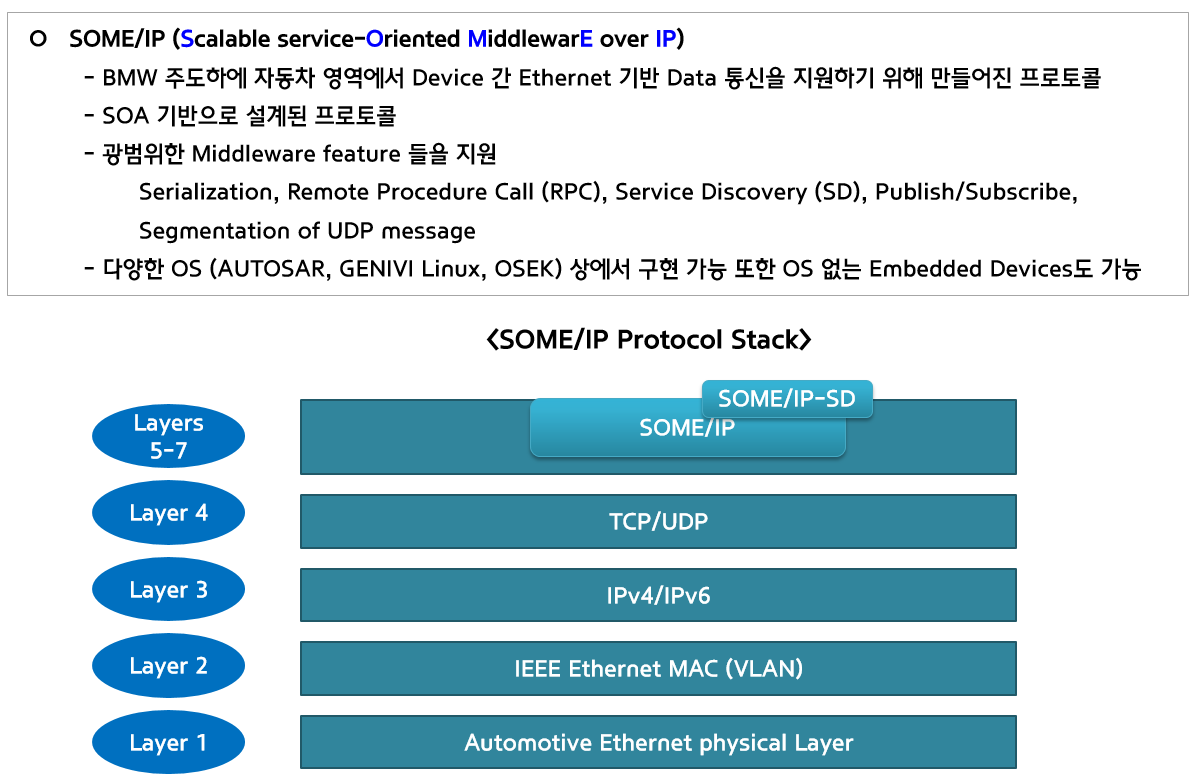 O SOME/IP (Scalable service-Oriented MiddlewarE over IP)
- BMW 주도하에 자동차 영역에서 Device 간 Ethernet 기반 Data 통신을 지원하기 위해 만들어진 프로토콜
- SOA 기반으로 설계된 프로토콜
- 광범위한 Middleware feature 들을 지원
Serialization, Remote Procedure Call (RPC), Service Discovery (SD), Publish/Subscribe,
Segmentation of UDP message
- 다양한 OS (AUTOSAR, GENIVI Linux, OSEK) 상에서 구현 가능 또한 OS 없는 Embedded Devices도 가능
<SOME/IP Protocol Stack>
SOME/IP-SD
Layers
5-7
SOME/IP
Layer 4
TCP/UDP
Layer 3
IPv4/IPv6
Layer 2
IEEE Ethernet MAC (VLAN)
Layer 1
Automotive Ethernet physical Layer